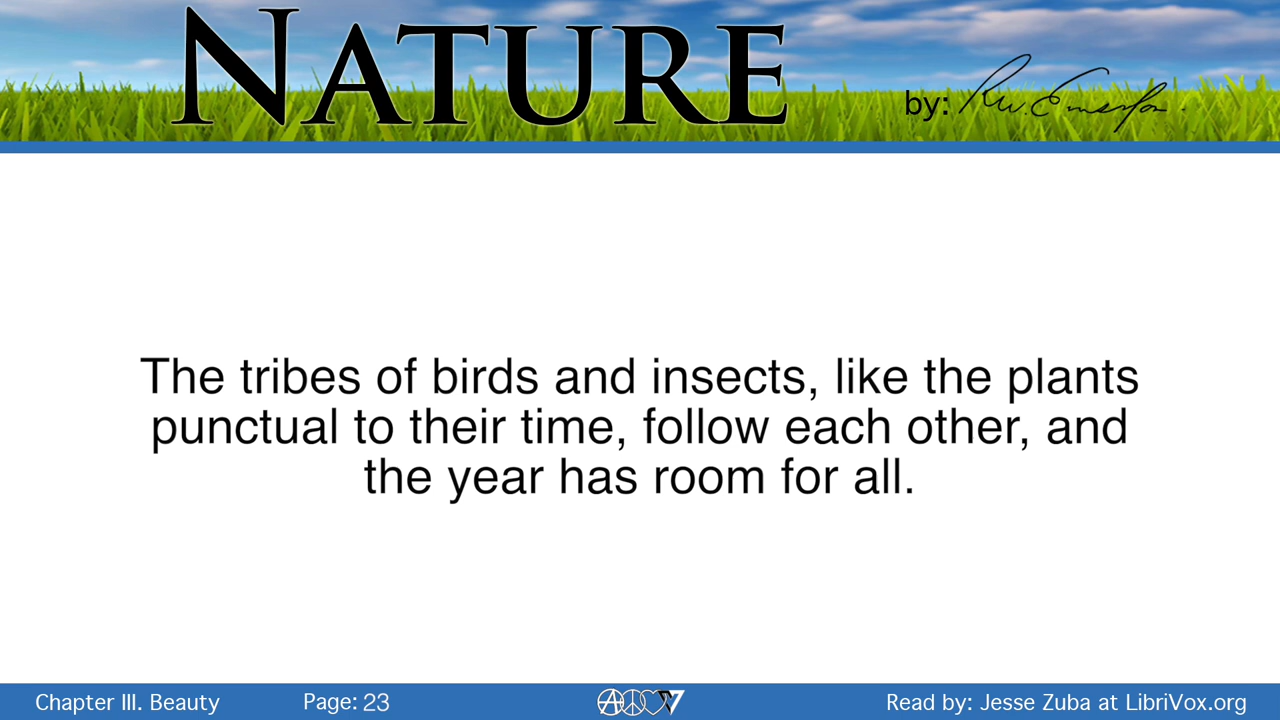 NATURE
by: R.W. Emerson.
The tribes of birds and insects, like the plants
punctual to their time, follow each other, and
the year has room for all.
Chapter III. Beauty
Page: 23
Read by: Jesse Zuba at LibriVox.org